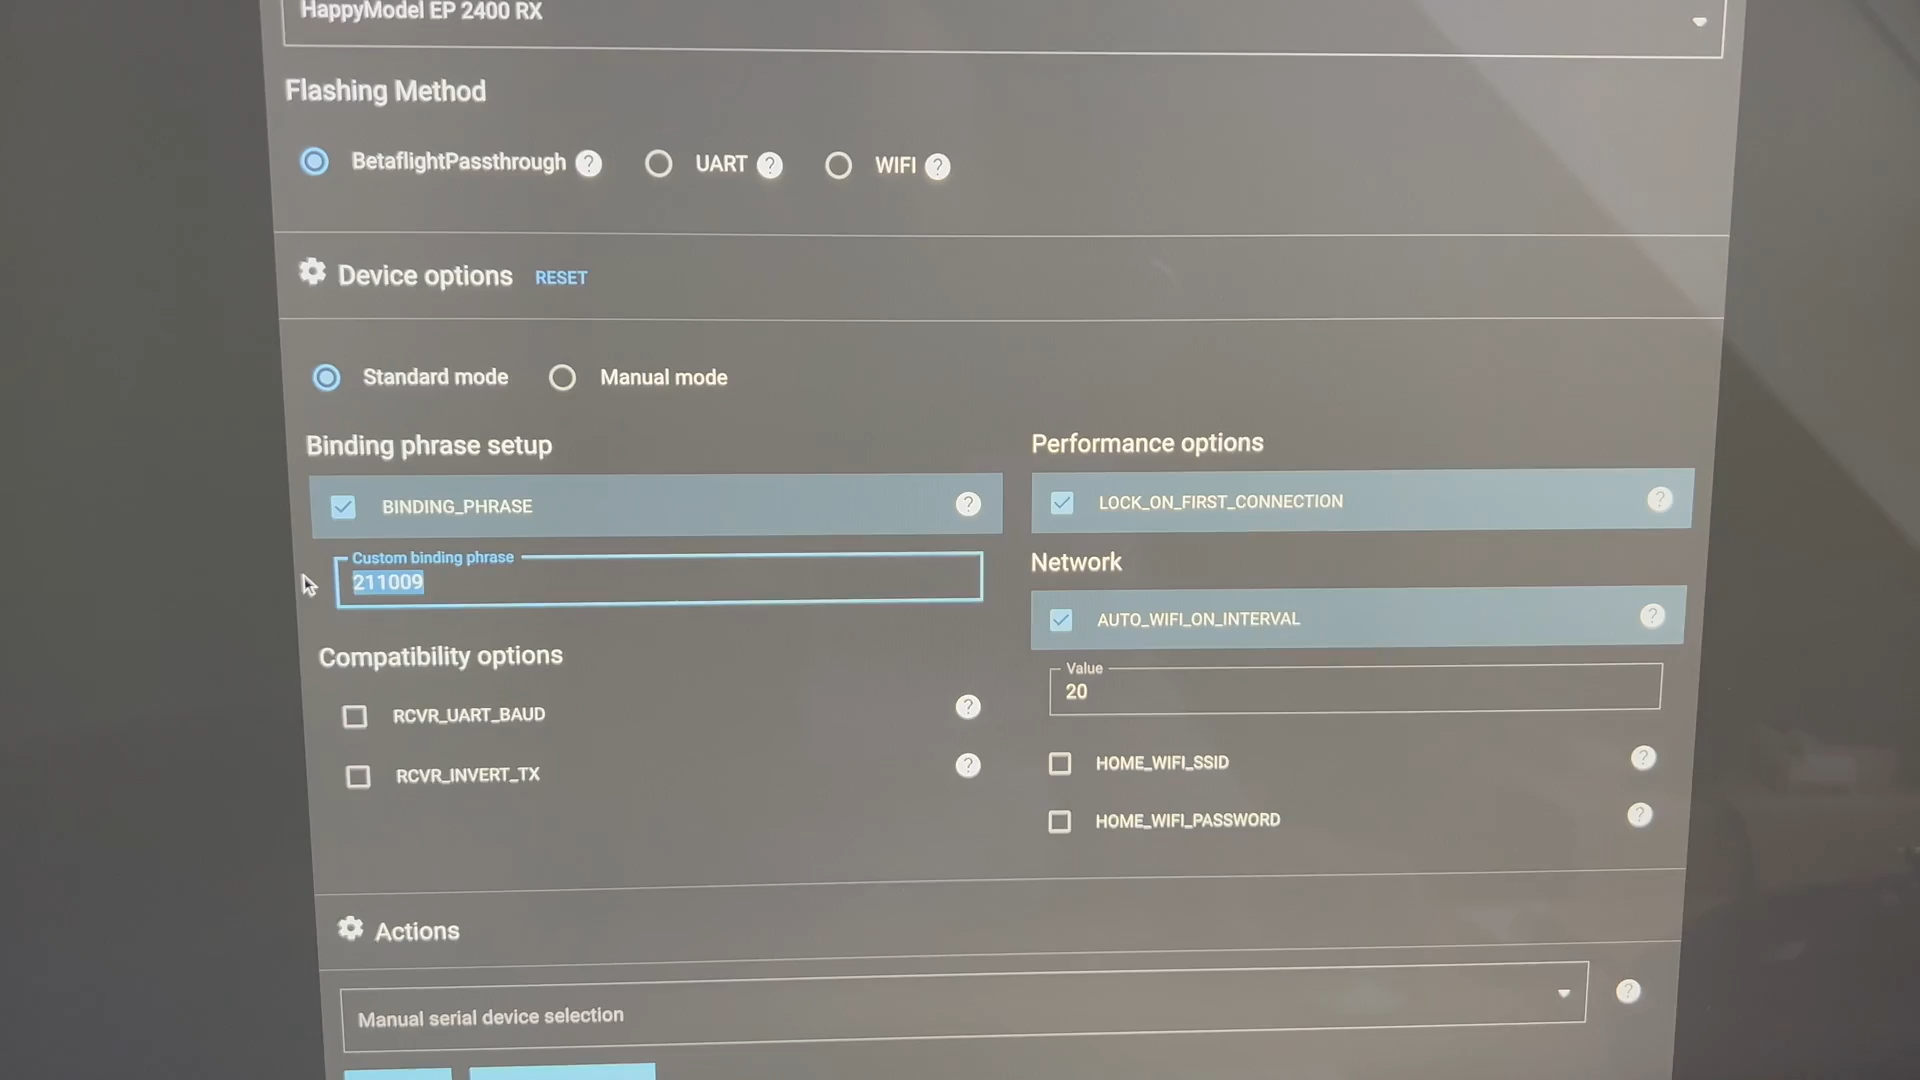 HappyModel EP 2400 RX
Flashing Method
BetaflightPassthrough ? UART ? WIFI ?
Device options RESET
Standard mode Manual mode
Binding phrase setup
BINDING_PHRASE ?
Custom binding phrase
211009
Compatibility options
RCVR_UART_BAUD ?
RCVR_INVERT_TX ?
Performance options
LOCK_ON_FIRST_CONNECTION ?
Network
AUTO_WIFI_ON_INTERVAL ?
Value
20
HOME_WIFI_SSID ?
HOME_WIFI_PASSWORD ?
Actions
Manual serial device selection ?